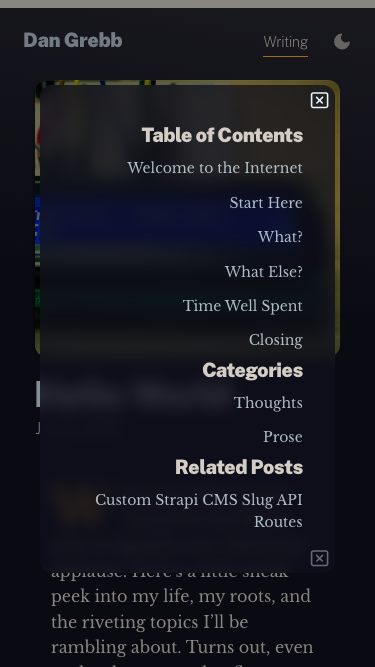 Dan Grebb
Writing
Table of Contents
Welcome to the Internet
Start Here
What?
What Else?
Time Well Spent
Closing
Categories
Thoughts
Prose
Related Posts
Custom Strapi CMS Slug API
Routes
applause. Here's a little sneak
peek into my life, my roots, and
the riveting topics I'll be
rambling about. Turns out, even